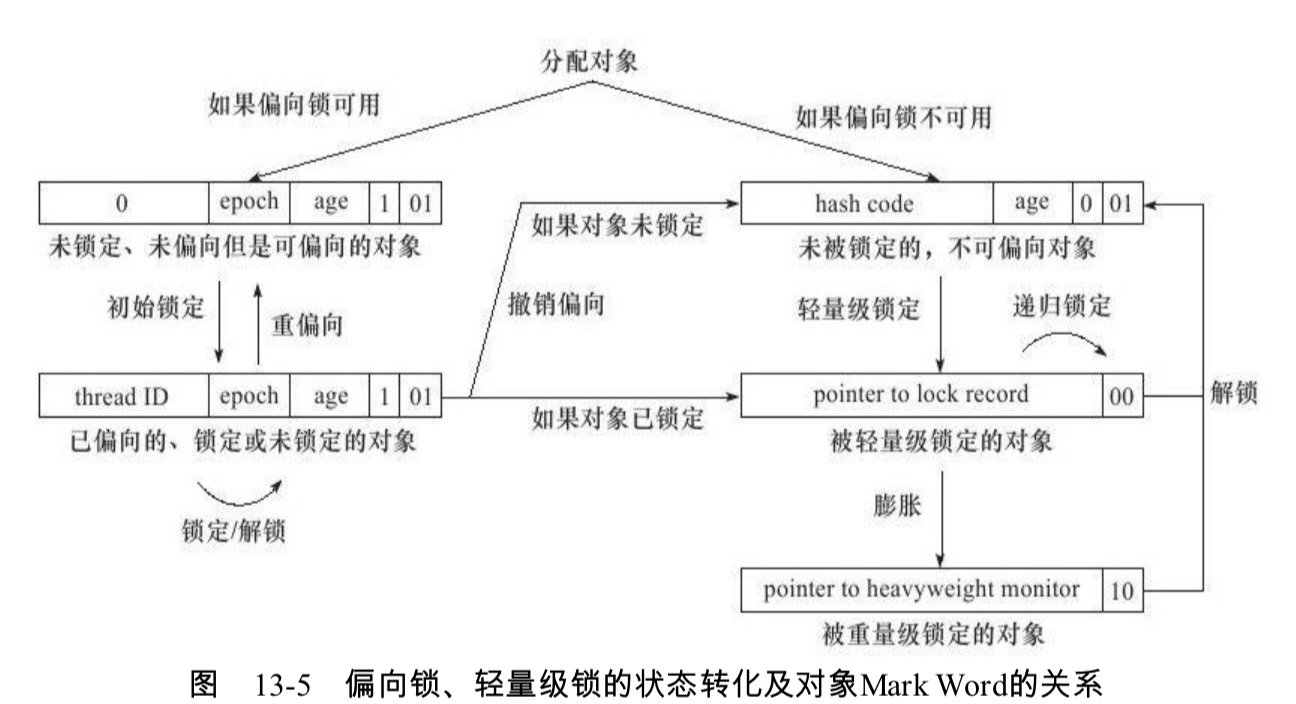 分配对象
如果偏向锁可用
如果偏向锁不可用
0 epoch age 1 01
hash code age 0 01
未锁定、未偏向但是可偏向的对象
如果对象未锁定
未被锁定的，不可偏向对象
初始锁定
重偏向
撤销偏向
轻量级锁定
递归锁定
thread ID epoch age 1 01
pointer to lock record 00
解锁
已偏向的、锁定或未锁定的对象
如果对象已锁定
被轻量级锁定的对象
锁定/解锁
膨胀
pointer to heavyweight monitor 10
被重量级锁定的对象
图 13-5 偏向锁、轻量级锁的状态转化及对象Mark Word的关系